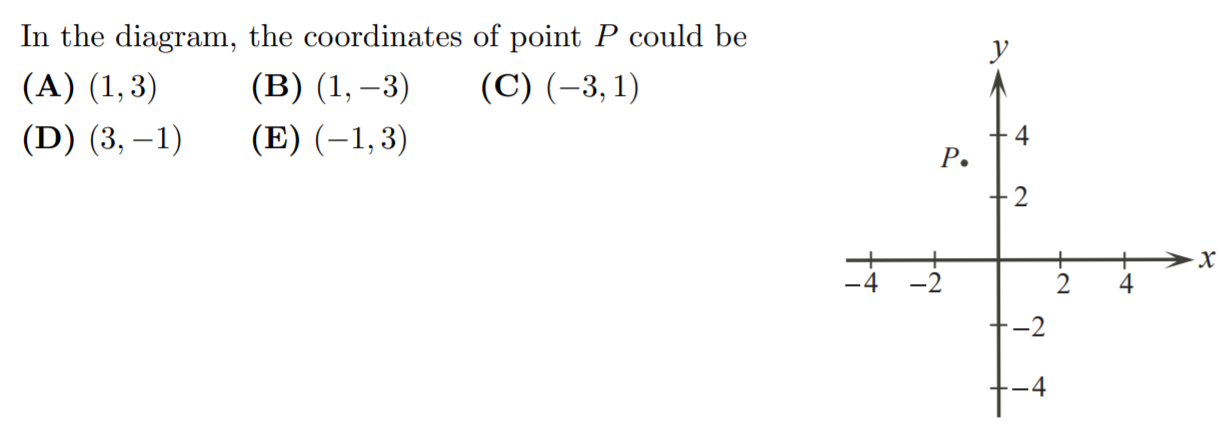 In the diagram, the coordinates of point P could be
(A) (1, 3) (B) (1, −3) (C) (−3, 1)
(D) (3, −1) (E) (−1, 3)
y
4
P
2
x
−4 −2 2 4
−2
−4